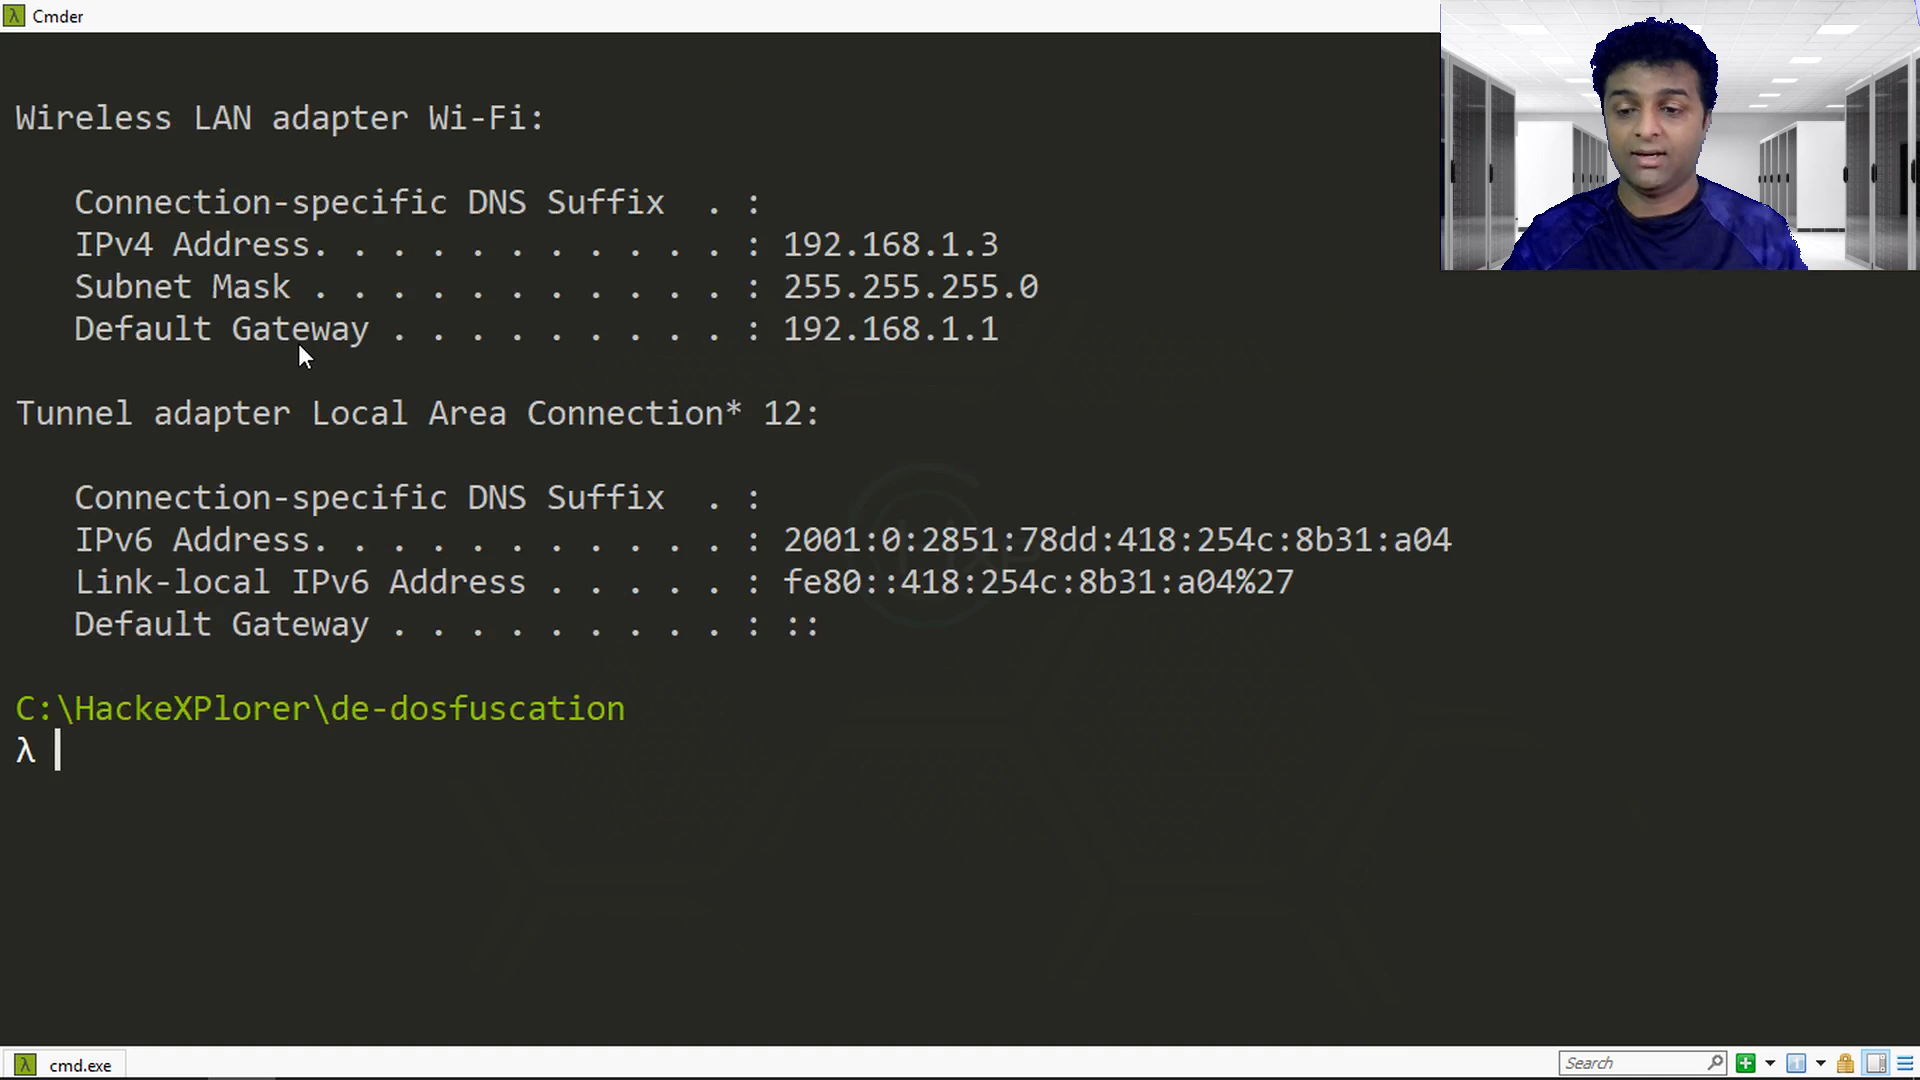 Cmder
Wireless LAN adapter Wi-Fi:
Connection-specific DNS Suffix  . :
IPv4 Address. . . . . . . . . . . : 192.168.1.3
Subnet Mask . . . . . . . . . . . : 255.255.255.0
Default Gateway . . . . . . . . . : 192.168.1.1
Tunnel adapter Local Area Connection* 12:
Connection-specific DNS Suffix  . :
IPv6 Address. . . . . . . . . . . : 2001:0:2851:78dd:418:254c:8b31:a04
Link-local IPv6 Address . . . . . : fe80::418:254c:8b31:a04%27
Default Gateway . . . . . . . . . : ::
C:\HackeXPlorer\de-dosfuscation
λ
cmd.exe
Search